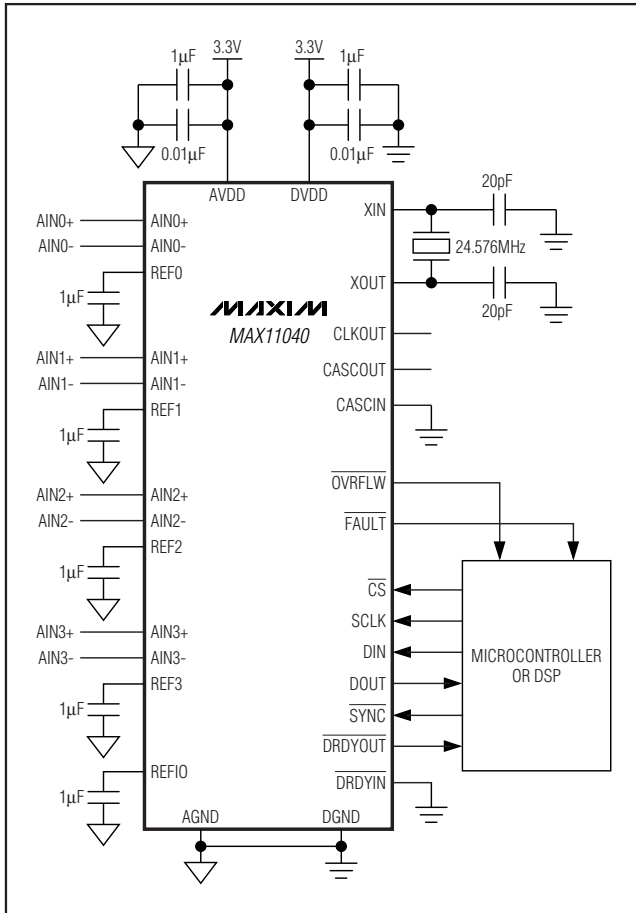 1µF 3.3V 3.3V 1µF
0.01µF 0.01µF
AVDD DVDD
20pF
XIN
24.576MHz
XOUT
20pF
AIN0+ AIN0+
AIN0- AIN0-
REF0
1µF
MAXIM
MAX11040
CLKOUT
CASCOUT
CASCIN
AIN1+ AIN1+
AIN1- AIN1-
REF1
1µF
AIN2+ AIN2+
AIN2- AIN2-
REF2
1µF
OVRFLW
FAULT
CS
SCLK
DIN
DOUT
SYNC
DRDYOUT
DRDYIN
MICROCONTROLLER
OR DSP
AIN3+ AIN3+
AIN3- AIN3-
REF3
1µF
REFIO
1µF
AGND DGND